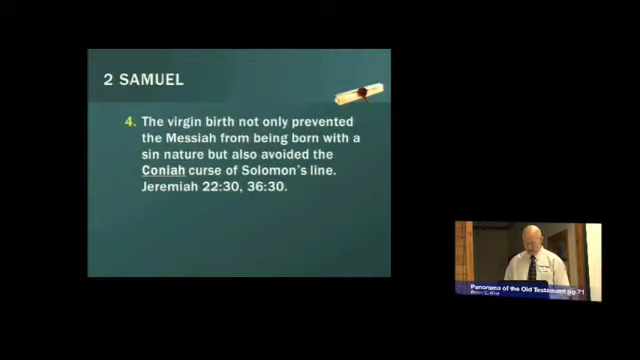 2 SAMUEL
4. The virgin birth not only prevented
the Messiah from being born with a
sin nature but also avoided the
Coniah curse of Solomon's line.
Jeremiah 22:30, 36:30.
Panorama of the Old Testament pg.71